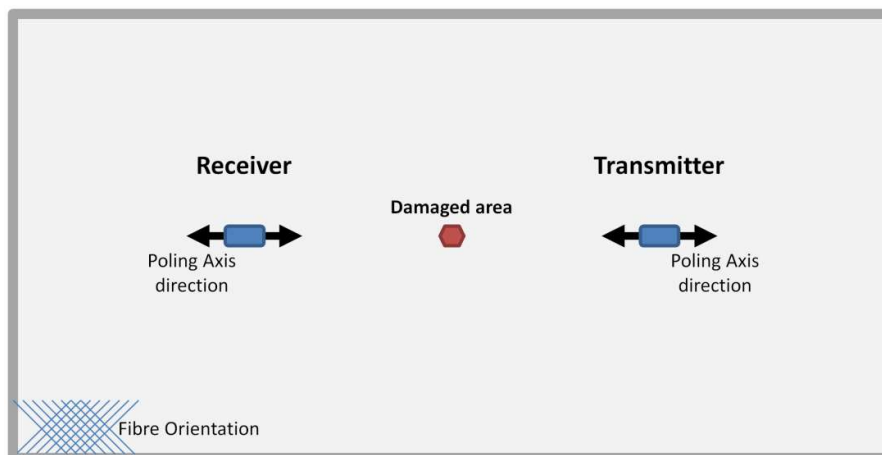 Receiver
Transmitter
Damaged area
Poling Axis
direction
Poling Axis
direction
Fibre Orientation